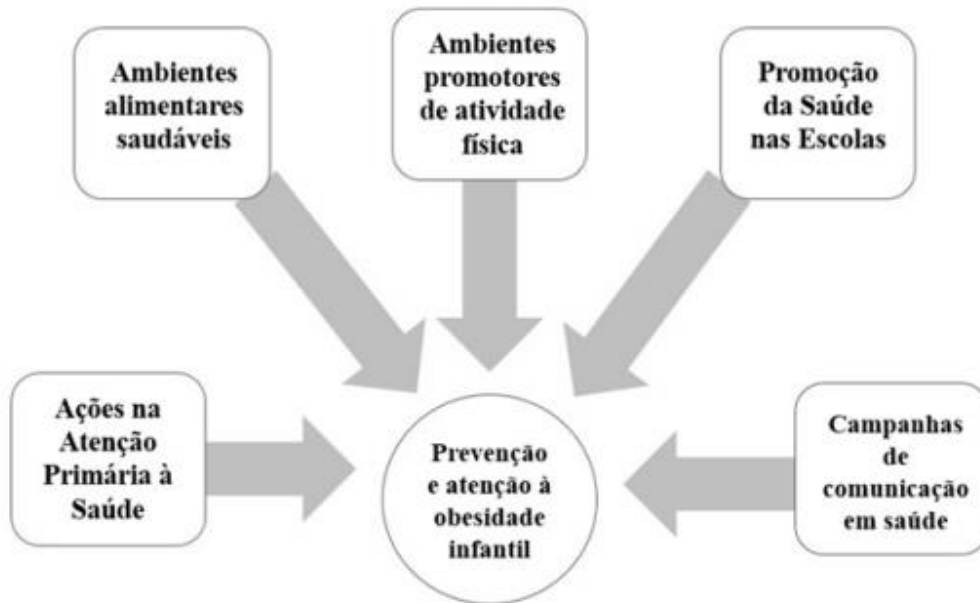 Ambientes
alimentares
saudáveis
Ambientes
promotores
de atividade
física
Promoção
da Saúde
nas Escolas
Ações na
Atenção
Primária à
Saúde
Prevenção
e atenção à
obesidade
infantil
Campanhas
de
comunicação
em saúde